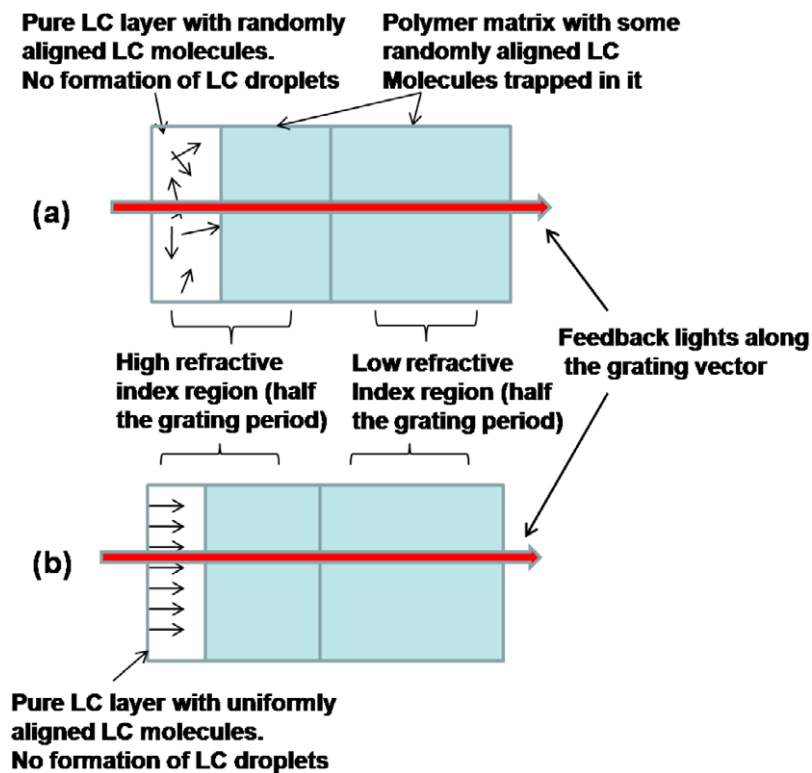 Pure LC layer with randomly
aligned LC molecules.
No formation of LC droplets
Polymer matrix with some
randomly aligned LC
Molecules trapped in it
(a)
High refractive
index region (half
the grating period)
Low refractive
Index region (half
the grating period)
Feedback lights along
the grating vector
(b)
Pure LC layer with uniformly
aligned LC molecules.
No formation of LC droplets